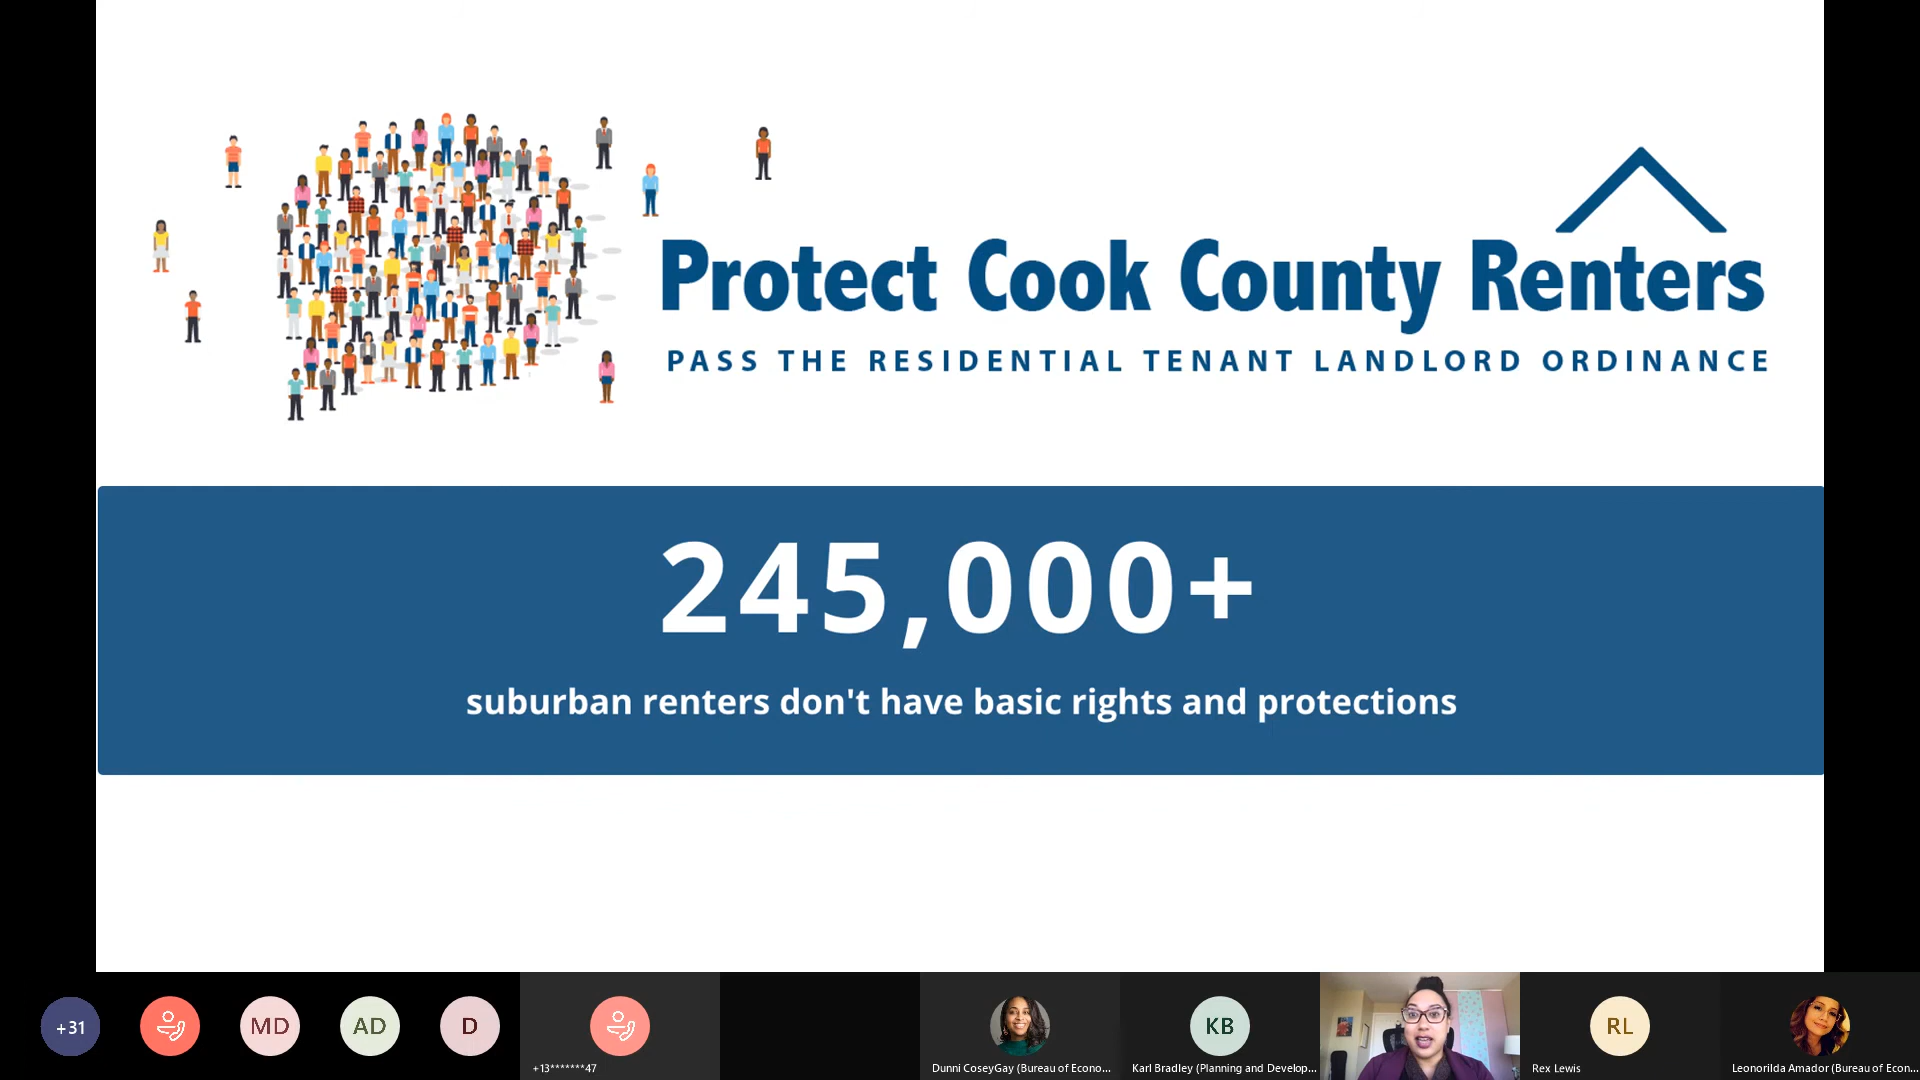 Protect Cook County Renters
PASS THE RESIDENTIAL TENANT LANDLORD ORDINANCE
245,000+
suburban renters don't have basic rights and protections
+31
MD
AD
D
KB
RL
+13*******47
Dunni CoseyGay (Bureau of Econo...
Karl Bradley (Planning and Develop...
Rex Lewis
Leonorilda Amador (Bureau of Econ...